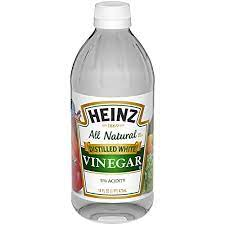 HEINZ
All Natural
DISTILLED WHITE
VINEGAR
5% ACIDITY